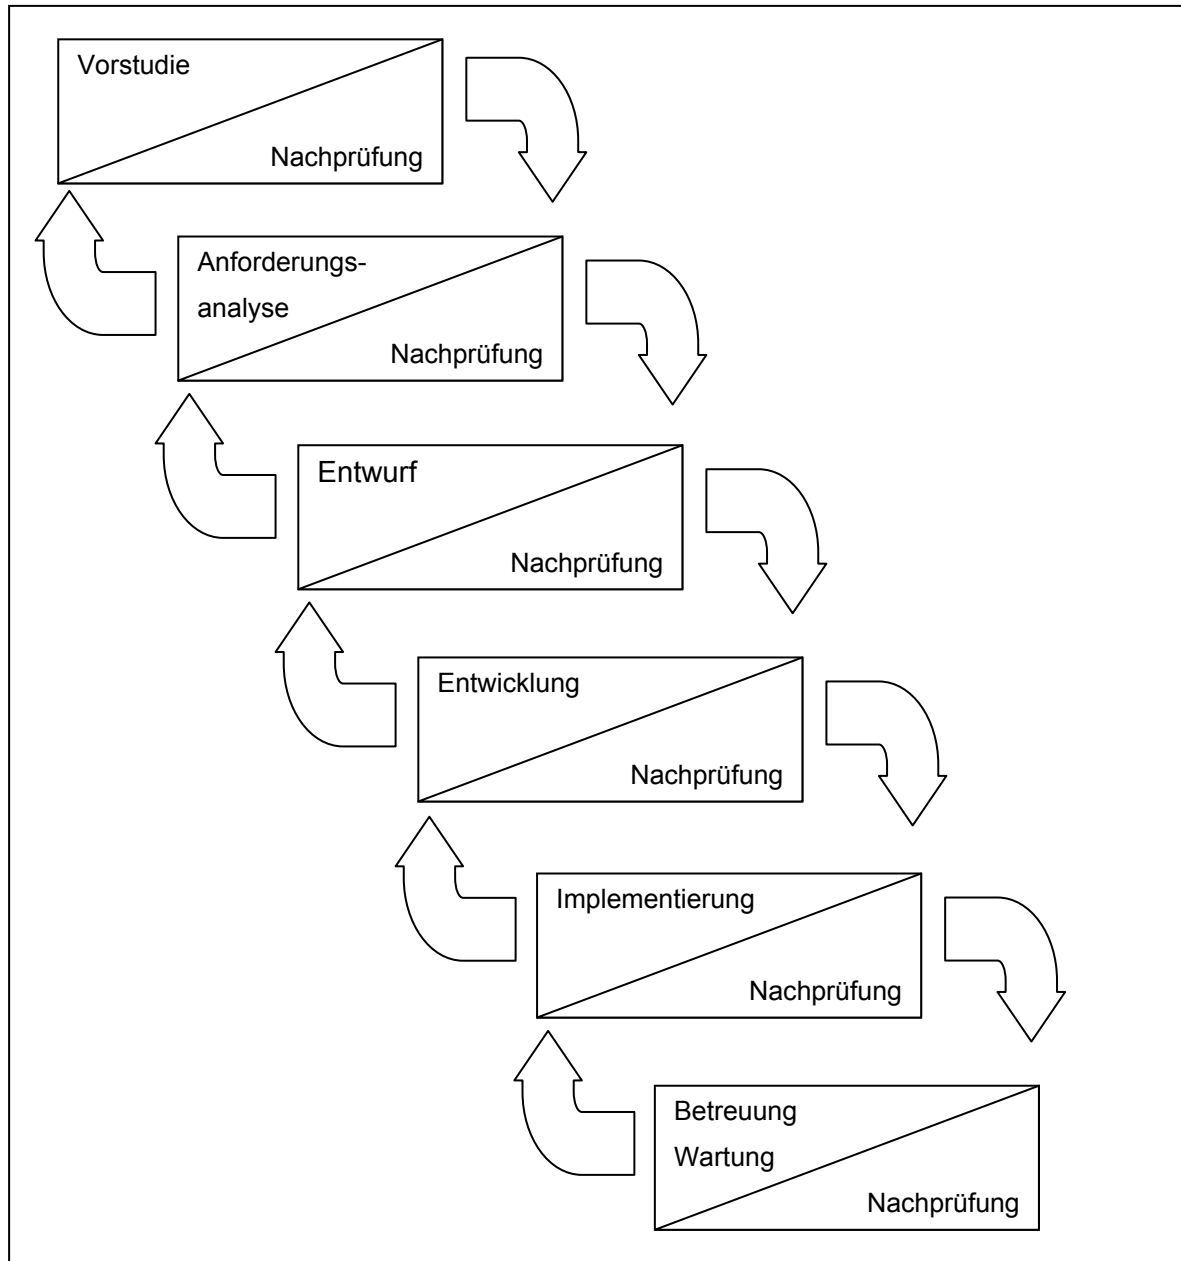 Vorstudie
Nachprüfung
Anforderungs-
analyse
Nachprüfung
Entwurf
Nachprüfung
Entwicklung
Nachprüfung
Implementierung
Nachprüfung
Betreuung
Wartung
Nachprüfung